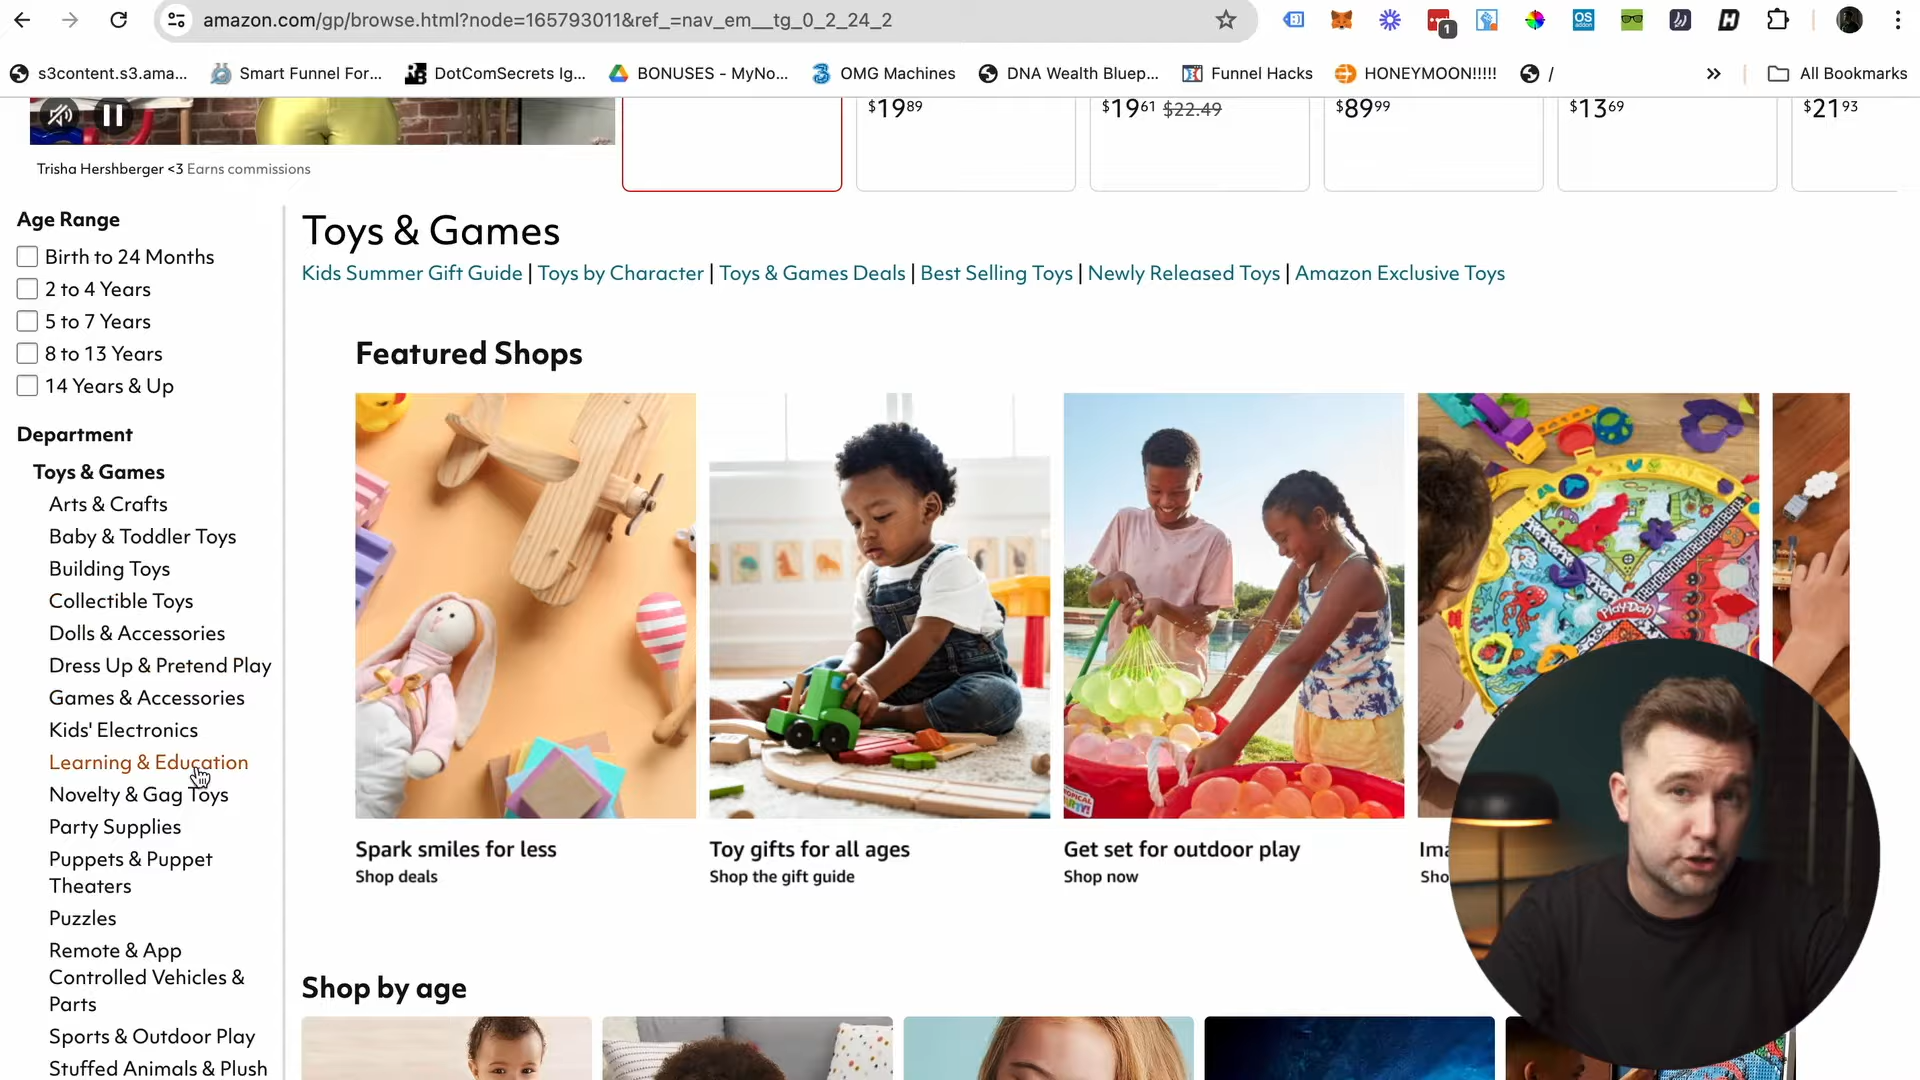 amazon.com/gp/browse.html?node=165793011&ref_=nav_em__tg_0_2_24_2
1
OS
addon
s3content.s3.ama...
Smart Funnel For...
DotComSecrets Ig...
BONUSES - MyNo...
OMG Machines
DNA Wealth Bluep...
Funnel Hacks
HONEYMOON!!!!!
/
»
All Bookmarks
$19 89
$19 61 $22.49
$89 99
$13 69
$21 93
Trisha Hershberger <3 Earns commissions
Age Range
Birth to 24 Months
2 to 4 Years
5 to 7 Years
8 to 13 Years
14 Years & Up
Department
Toys & Games
Arts & Crafts
Baby & Toddler Toys
Building Toys
Collectible Toys
Dolls & Accessories
Dress Up & Pretend Play
Games & Accessories
Kids' Electronics
Learning & Education
Novelty & Gag Toys
Party Supplies
Puppets & Puppet
Theaters
Puzzles
Remote & App
Controlled Vehicles &
Parts
Sports & Outdoor Play
Stuffed Animals & Plush
Toys & Games
Kids Summer Gift Guide | Toys by Character | Toys & Games Deals | Best Selling Toys | Newly Released Toys | Amazon Exclusive Toys
Featured Shops
Play-Doh
Spark smiles for less
Shop deals
Toy gifts for all ages
Shop the gift guide
Get set for outdoor play
Shop now
Ima
Sho
Shop by age